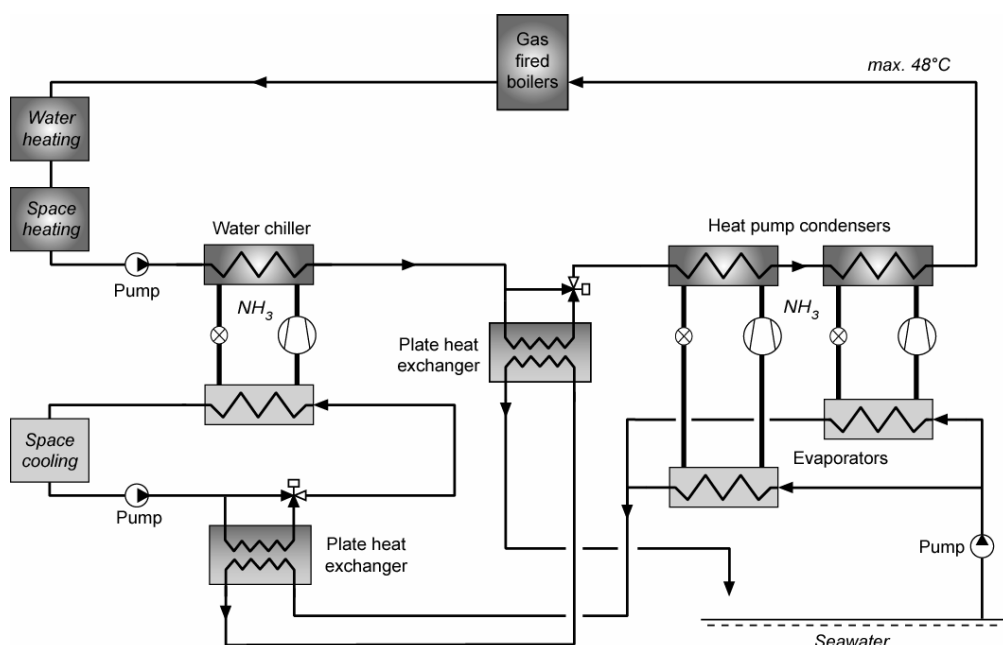 Gas
fired
boilers
max. 48°C
Water
heating
Space
heating
Water chiller
Heat pump condensers
Pump
NH3
NH3
Plate heat
exchanger
Space
cooling
Evaporators
Pump
Plate heat
exchanger
Pump
Seawater